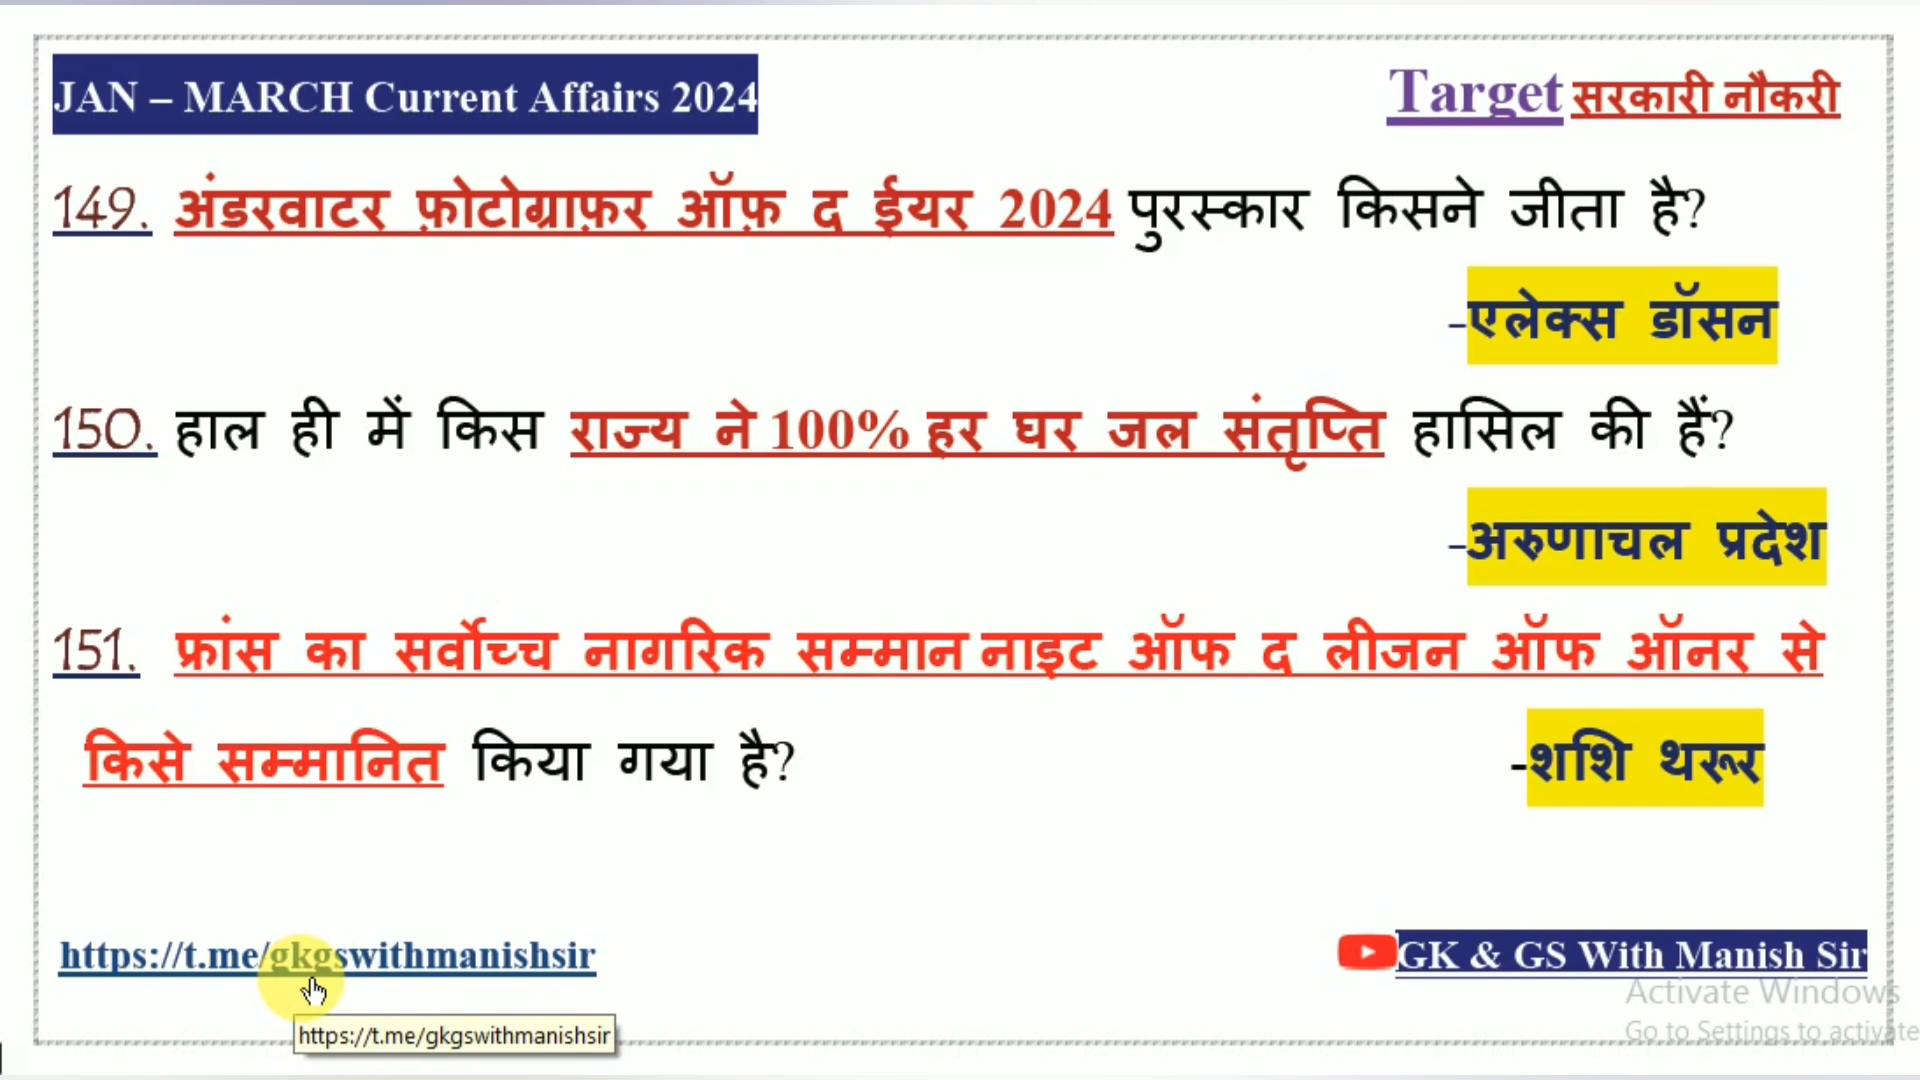 JAN – MARCH Current Affairs 2024
Target सरकारी नौकरी
149. अंडरवाटर फ़ोटोग्राफ़र ऑफ़ द ईयर 2024 पुरस्कार किसने जीता है?
-एलेक्स डॉसन
150. हाल ही में किस राज्य ने 100% हर घर जल संतृप्ति हासिल की हैं?
-अरुणाचल प्रदेश
151. फ्रांस का सर्वोच्च नागरिक सम्मान नाइट ऑफ द लीजन ऑफ ऑनर से
किसे सम्मानित किया गया है? -शशि थरूर
https://t.me/gkgswithmanishsir
GK & GS With Manish Sir
https://t.me/gkgswithmanishsir
Activate Windows
Go to Settings to activate